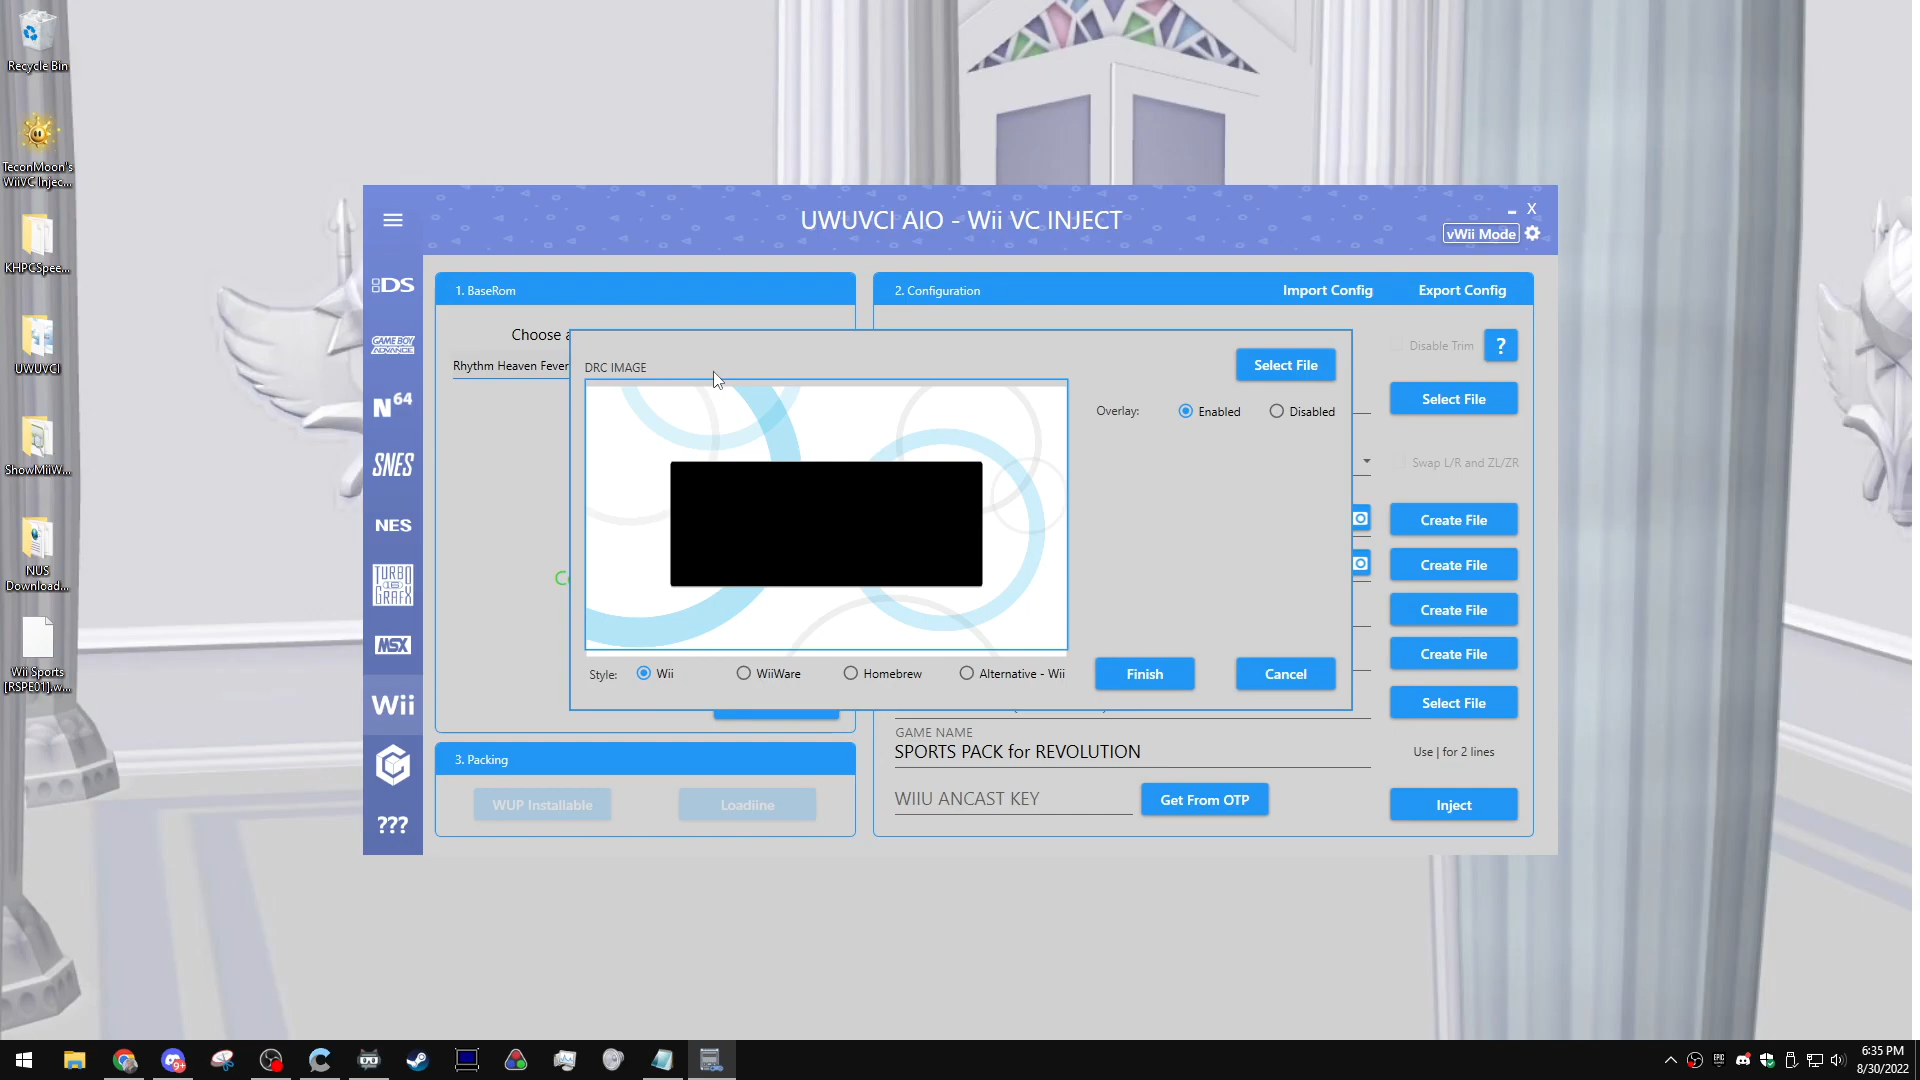 Recycle Bin
TeconMoon's
WiiVC Injec...
KHPCSpee...
UWUVCI
ShowMiiW...
NUS
Download...
Wii Sports
[RSPE01].w...
UWUVCI AIO - Wii VC INJECT
X
vWii Mode
DS
GAME BOY
ADVANCE
N64
SNES
NES
TURBO
16
GRAFX
MSX
Wii
???
1. BaseRom
Choose a
Rhythm Heaven Fever
2. Configuration
Import Config
Export Config
Disable Trim
?
Select File
Swap L/R and ZL/ZR
Create File
Create File
Create File
Create File
Select File
DRC IMAGE
Select File
Overlay:
Enabled
Disabled
Style:
Wii
WiiWare
Homebrew
Alternative - Wii
Finish
Cancel
GAME NAME
SPORTS PACK for REVOLUTION
Use | for 2 lines
WIIU ANCAST KEY
Get From OTP
Inject
3. Packing
WUP Installable
Loadiine
9+
EPIC
6:35 PM
8/30/2022